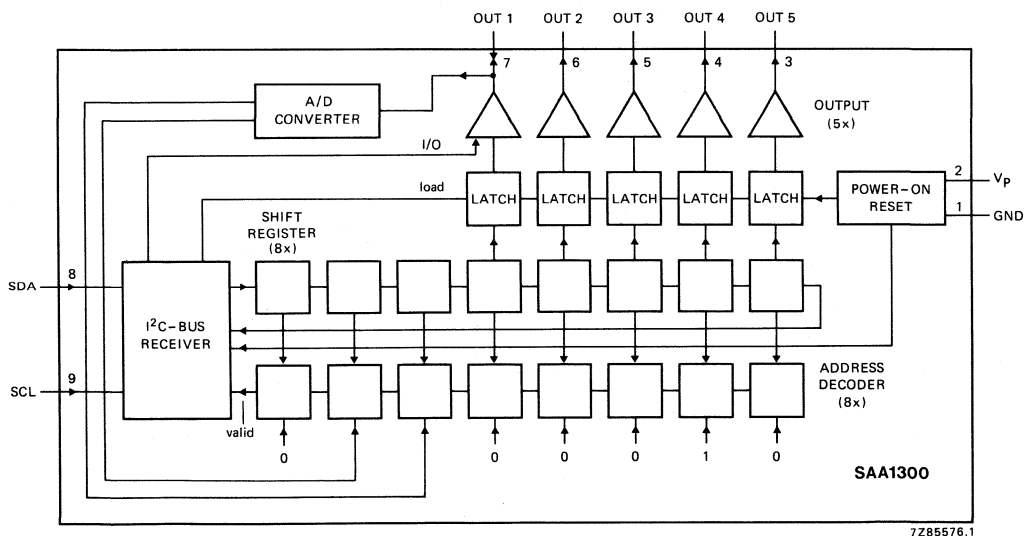 OUT 1 OUT 2 OUT 3 OUT 4 OUT 5
7 6 5 4 3
A/D
CONVERTER
OUTPUT
(5x)
I/O
load
LATCH LATCH LATCH LATCH LATCH
POWER-ON
RESET
2 VP
1 GND
SHIFT
REGISTER
(8x)
SDA 8
I²C-BUS
RECEIVER
SCL 9
ADDRESS
DECODER
(8x)
valid
0 0 0 0 1 0
SAA1300
7Z85576.1